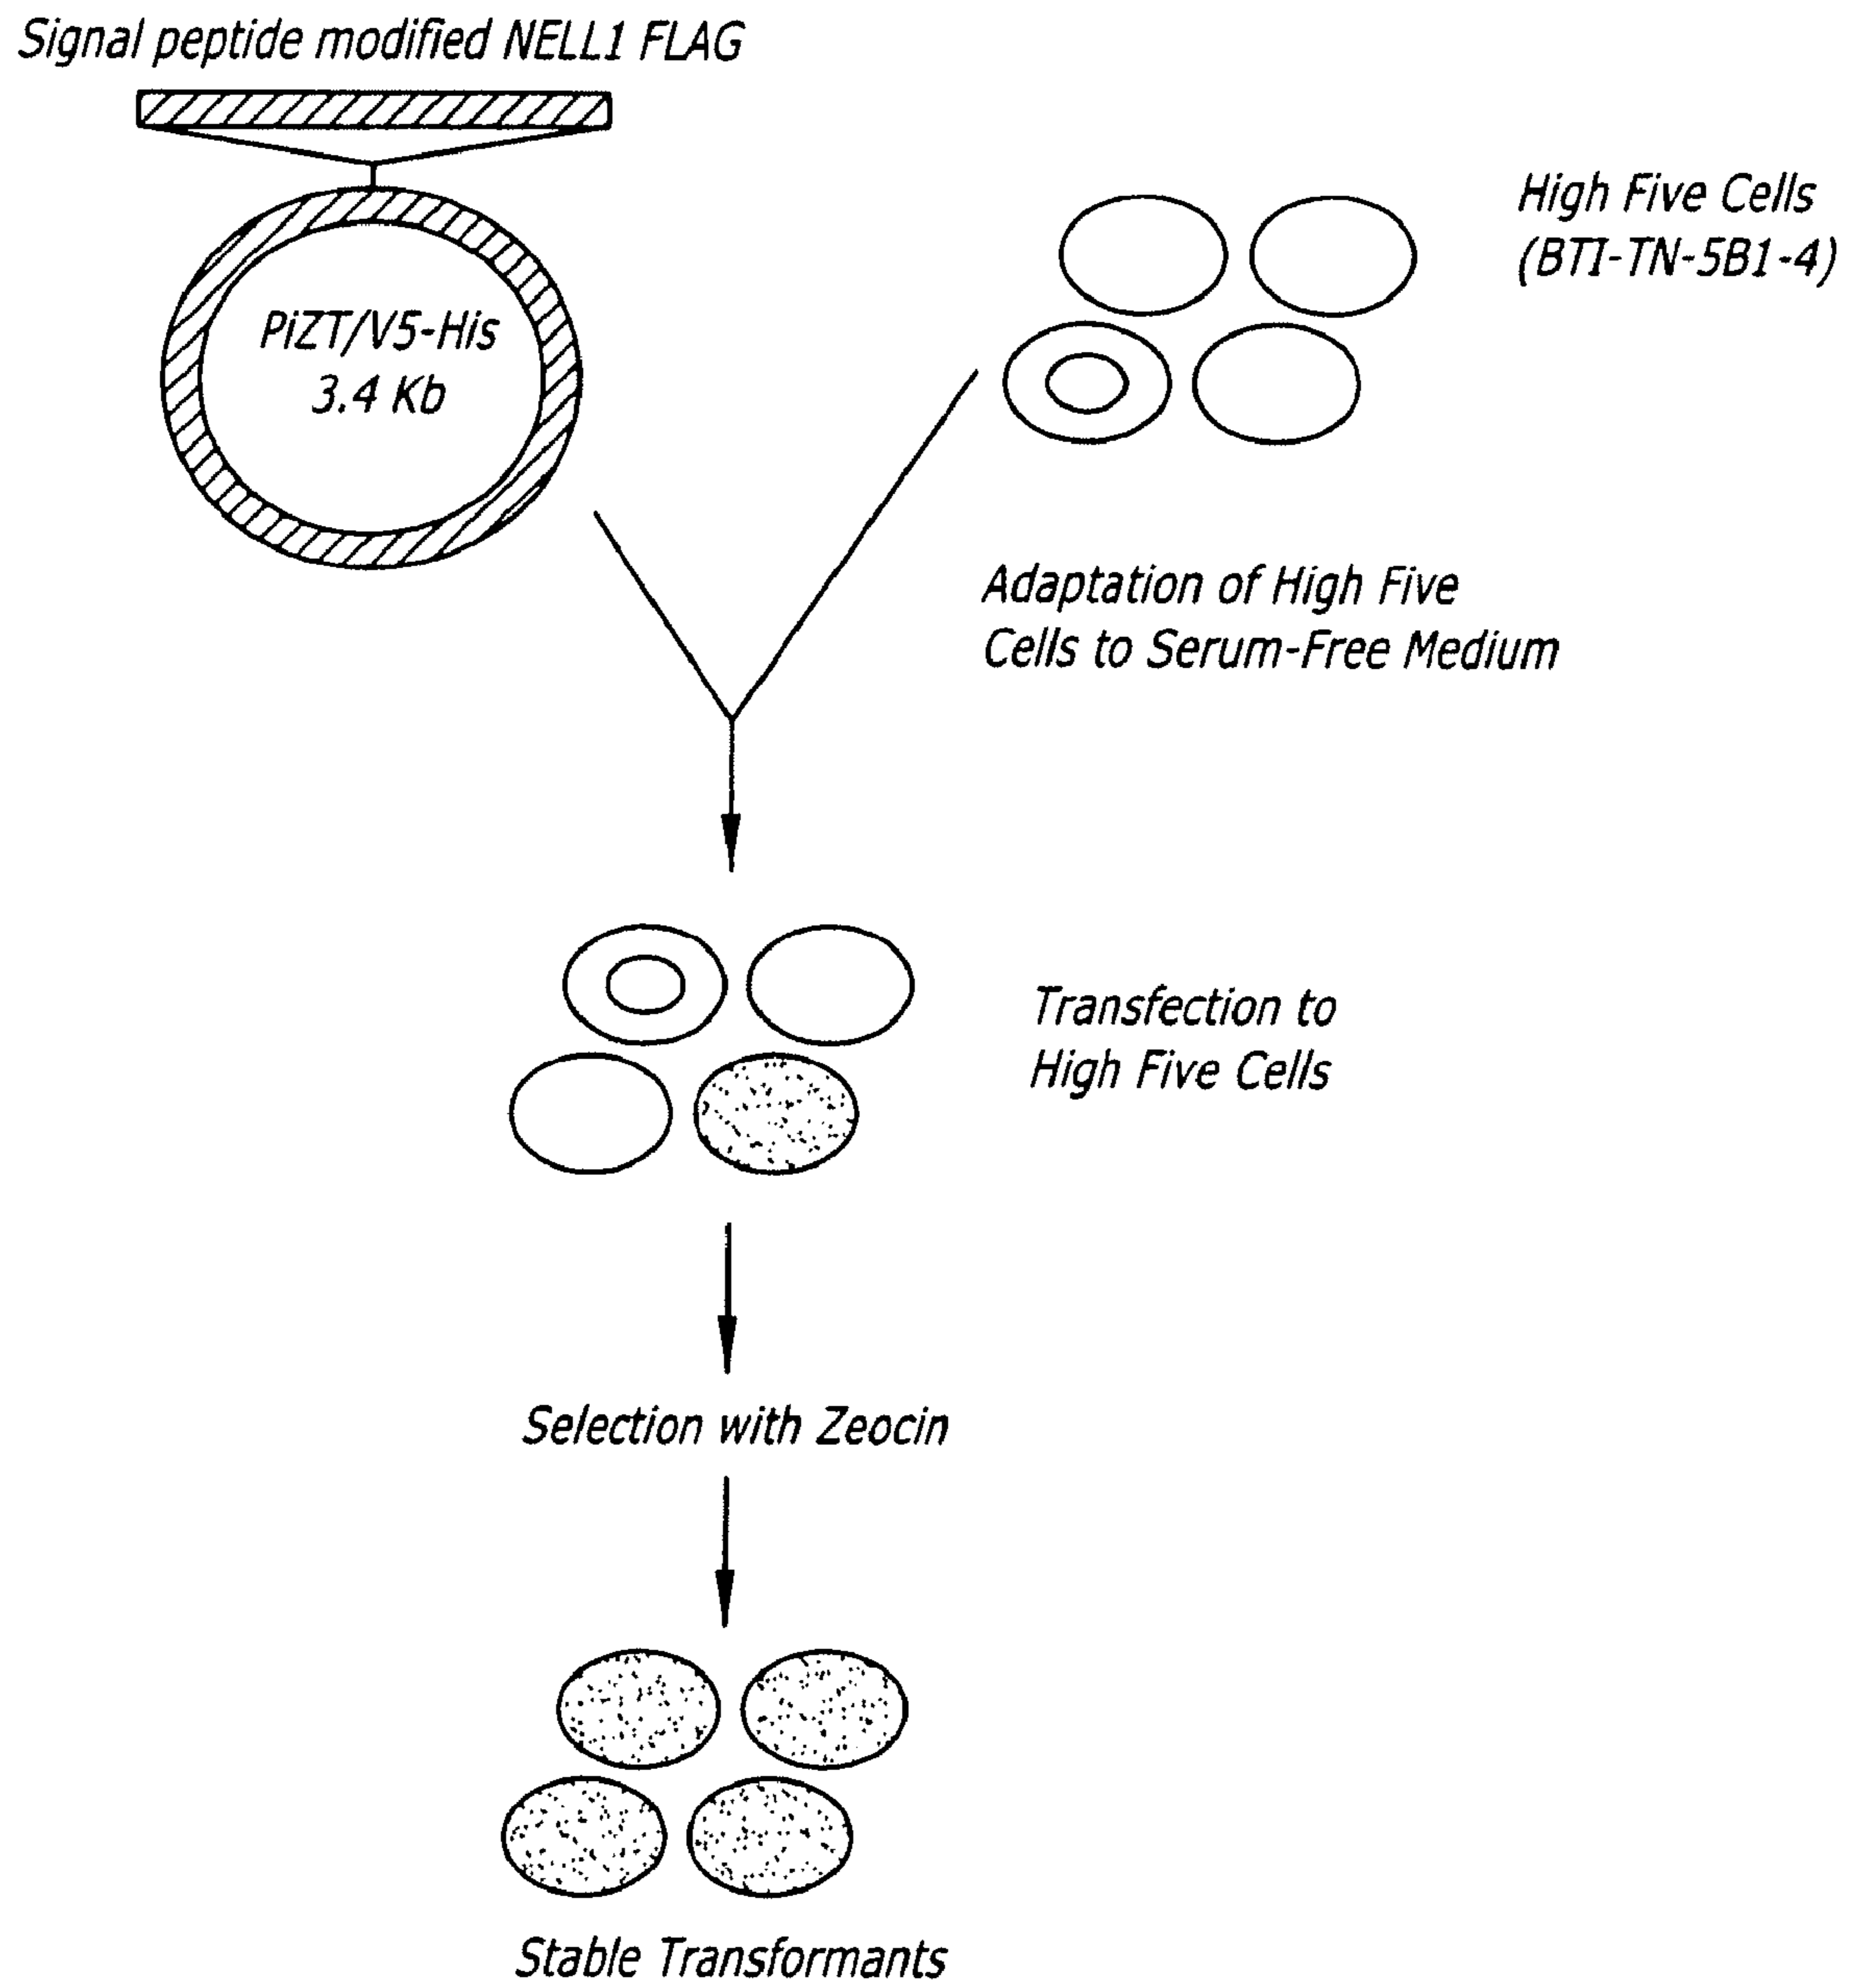 Signal peptide modified NELL1 FLAG
PiZT/V5-His
3.4 Kb
High Five Cells
(BTI-TN-5B1-4)
Adaptation of High Five
Cells to Serum-Free Medium
Transfection to
High Five Cells
Selection with Zeocin
Stable Transformants